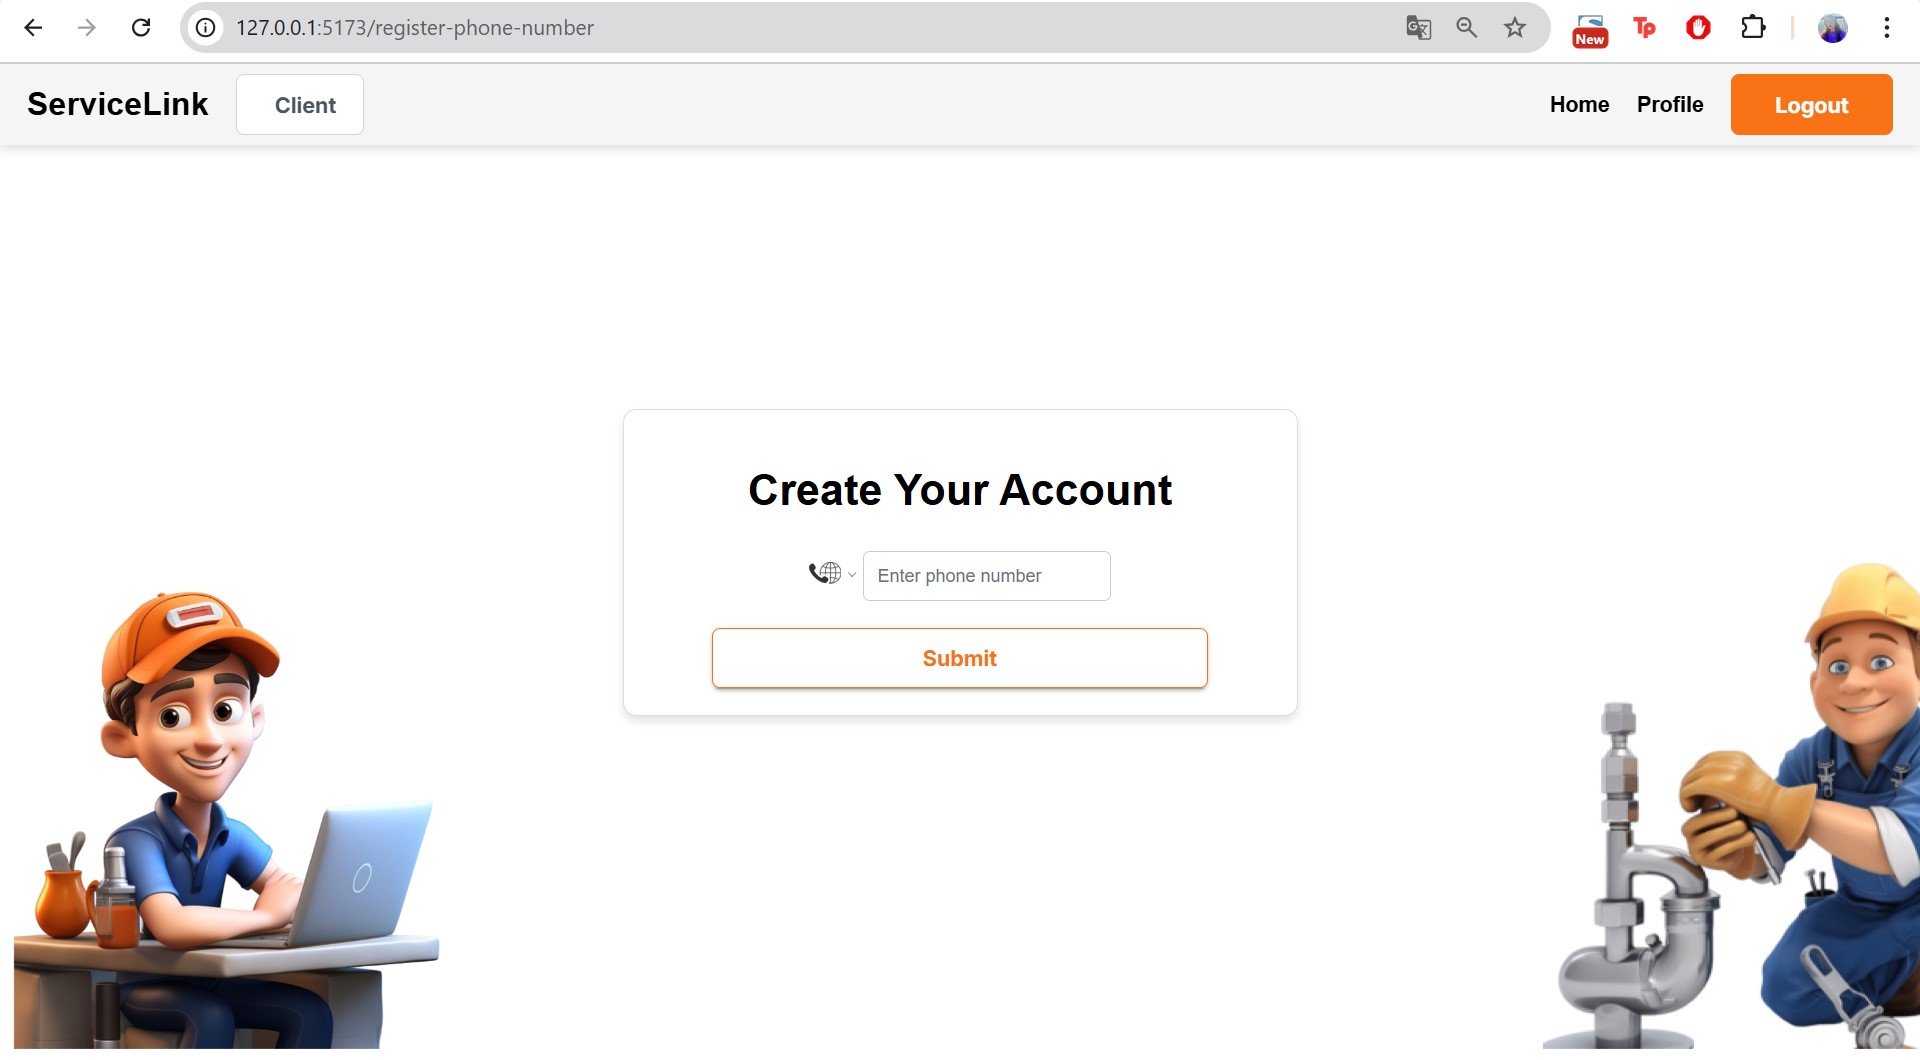 127.0.0.1:5173/register-phone-number
New
Tp
ServiceLink
Client
Home
Profile
Logout
Create Your Account
Enter phone number
Submit